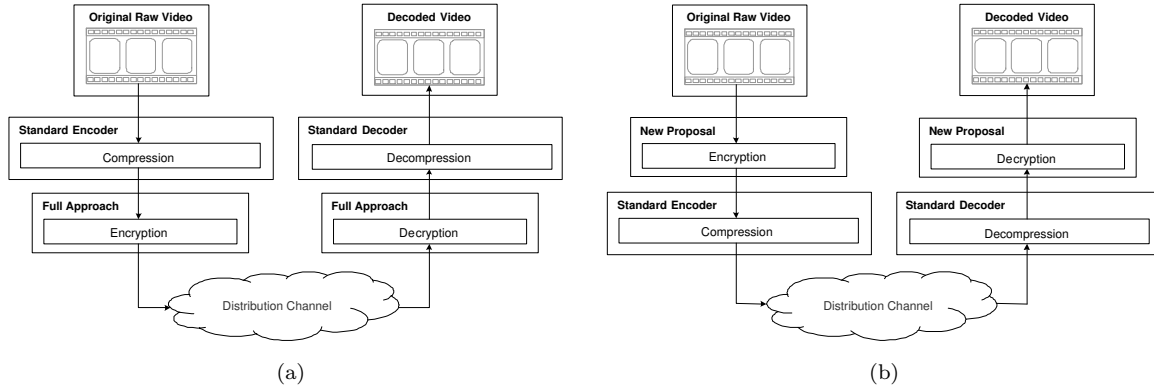 Original Raw Video
Decoded Video
Standard Encoder
Compression
Standard Decoder
Decompression
Full Approach
Encryption
Full Approach
Decryption
Distribution Channel
(a)
Original Raw Video
Decoded Video
New Proposal
Encryption
New Proposal
Decryption
Standard Encoder
Compression
Standard Decoder
Decompression
Distribution Channel
(b)